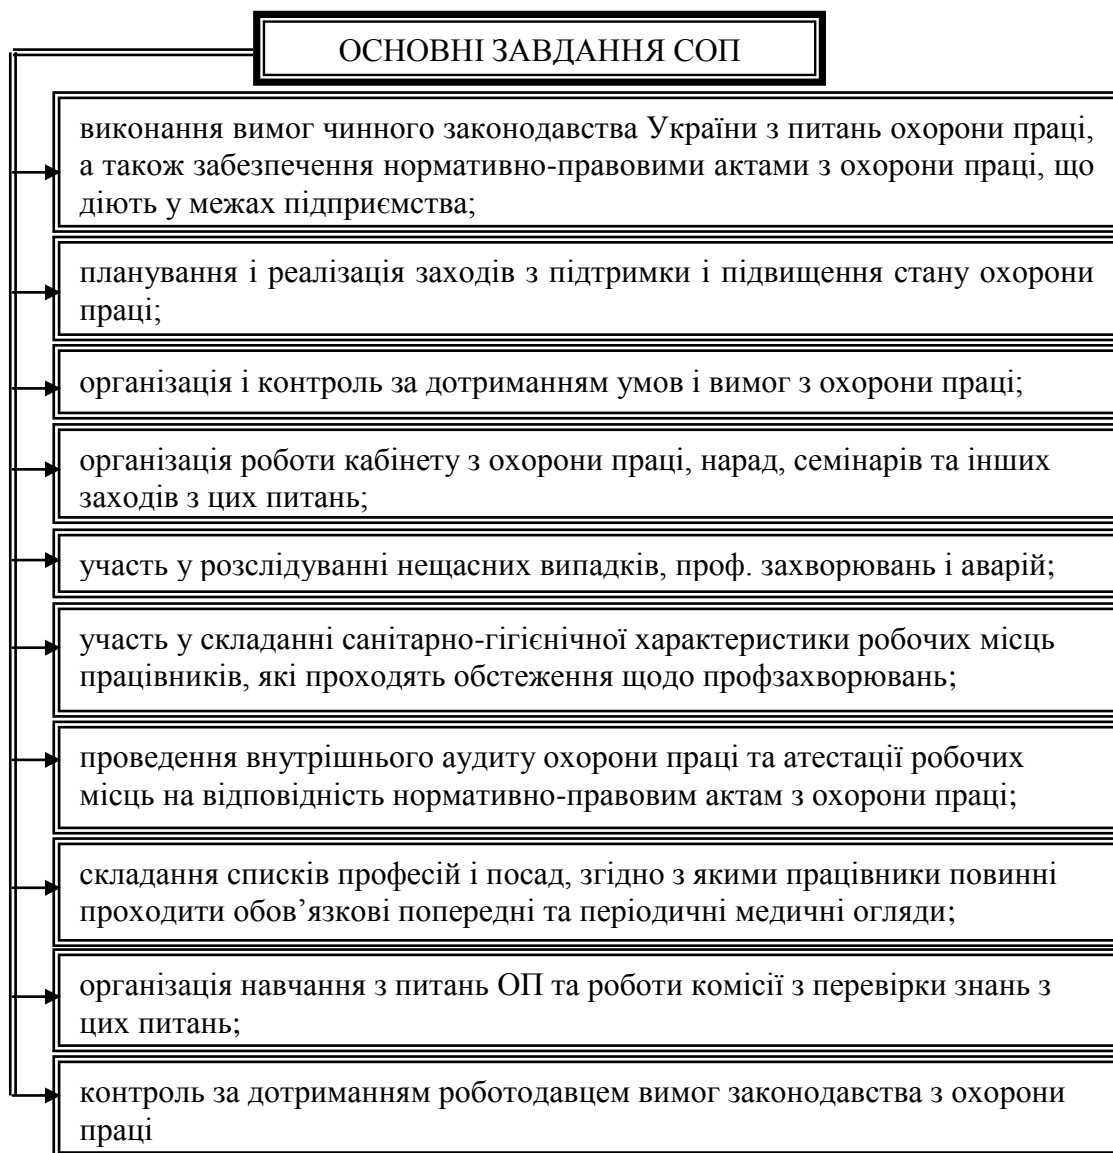 ОСНОВНІ ЗАВДАННЯ СОП
виконання вимог чинного законодавства України з питань охорони праці,
а також забезпечення нормативно-правовими актами з охорони праці, що
діють у межах підприємства;
планування і реалізація заходів з підтримки і підвищення стану охорони
праці;
організація і контроль за дотриманням умов і вимог з охорони праці;
організація роботи кабінету з охорони праці, нарад, семінарів та інших
заходів з цих питань;
участь у розслідуванні нещасних випадків, проф. захворювань і аварій;
участь у складанні санітарно-гігієнічної характеристики робочих місць
працівників, які проходять обстеження щодо профзахворювань;
проведення внутрішнього аудиту охорони праці та атестації робочих
місць на відповідність нормативно-правовим актам з охорони праці;
складання списків професій і посад, згідно з якими працівники повинні
проходити обов’язкові попередні та періодичні медичні огляди;
організація навчання з питань ОП та роботи комісії з перевірки знань з
цих питань;
контроль за дотриманням роботодавцем вимог законодавства з охорони
праці